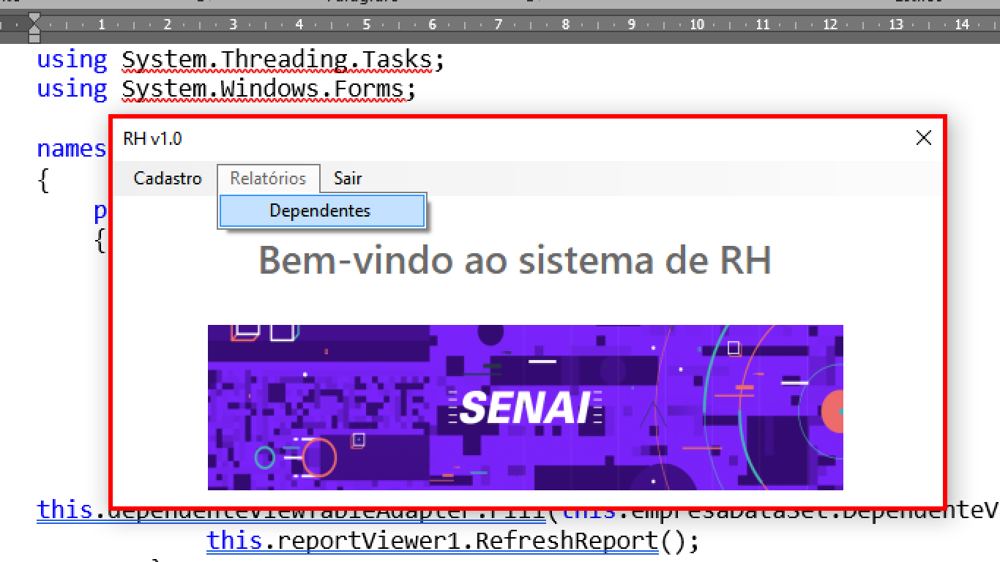 1 2 3 4 5 6 7 8 9 10 11 12 13 14
using System.Threading.Tasks;
using System.Windows.Forms;
RH v1.0
names
Cadastro Relatórios Sair
{
Dependentes
p
{
Bem-vindo ao sistema de RH
SENAI
this.dependenteViewTableAdapter.Fill(this.empresaDataSet.DependenteV
this.reportViewer1.RefreshReport();